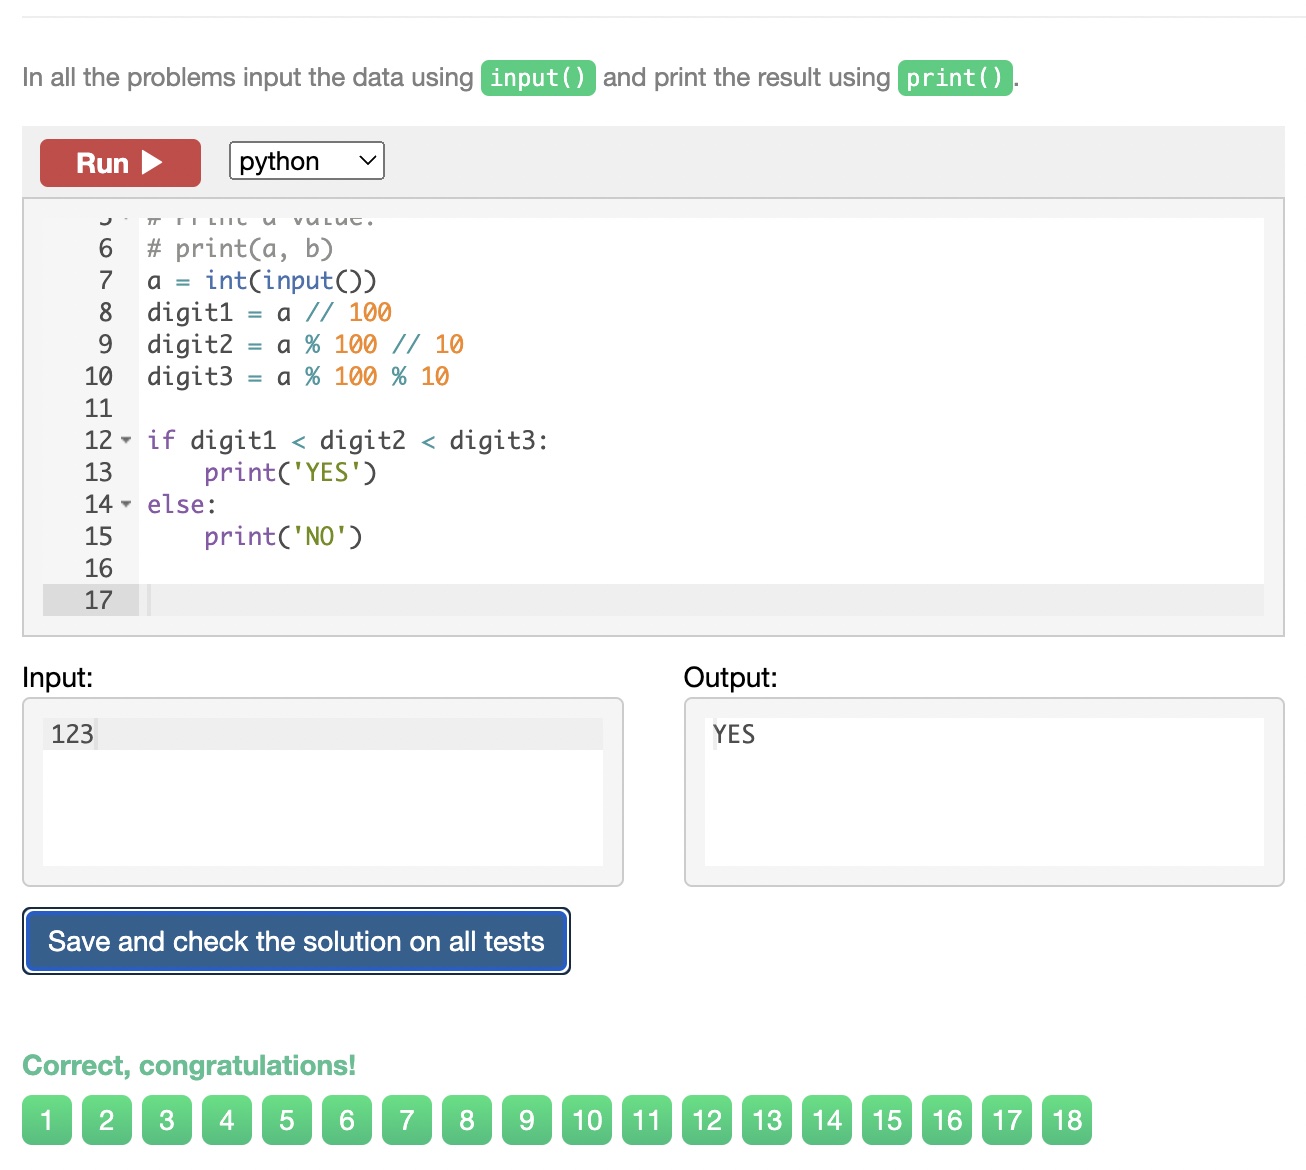 In all the problems input the data using input() and print the result using print().
Run python
5 # Print a value:
6 # print(a, b)
7 a = int(input())
8 digit1 = a // 100
9 digit2 = a % 100 // 10
10 digit3 = a % 100 % 10
11
12 if digit1 < digit2 < digit3:
13 print('YES')
14 else:
15 print('NO')
16
17
Input: Output:
123 YES
Save and check the solution on all tests
Correct, congratulations!
1 2 3 4 5 6 7 8 9 10 11 12 13 14 15 16 17 18